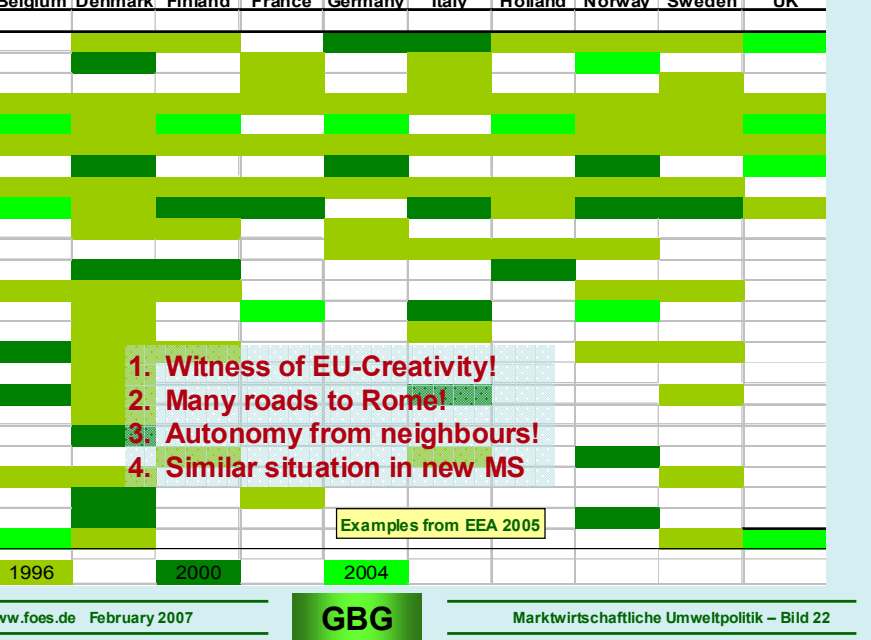 Belgium Denmark Finland France Germany Italy Holland Norway Sweden UK
1. Witness of EU-Creativity!
2. Many roads to Rome!
3. Autonomy from neighbours!
4. Similar situation in new MS
Examples from EEA 2005
1996 2000 2004
ww.foes.de February 2007 GBG Marktwirtschaftliche Umweltpolitik – Bild 22